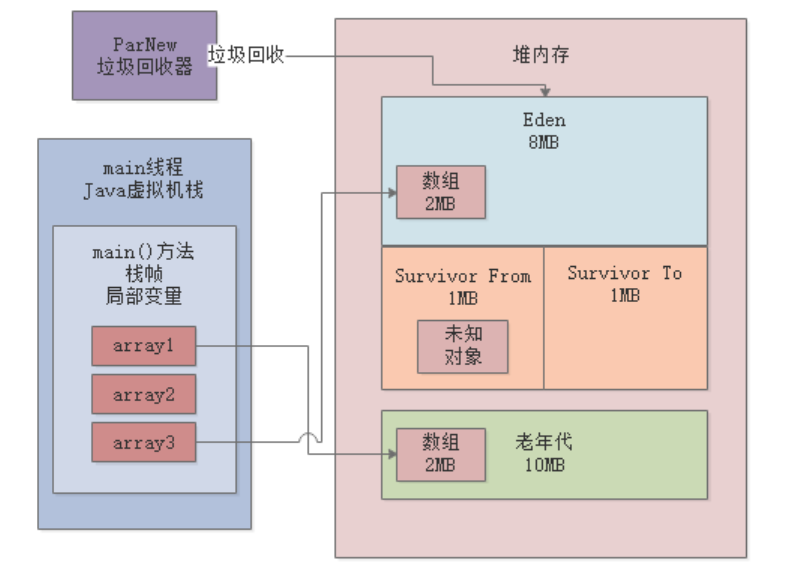 ParNew
垃圾回收器
垃圾回收
堆内存
Eden
8MB
数组
2MB
main线程
Java虚拟机栈
main()方法
栈帧
局部变量
array1
array2
array3
Survivor From
1MB
未知
对象
Survivor To
1MB
数组
2MB
老年代
10MB